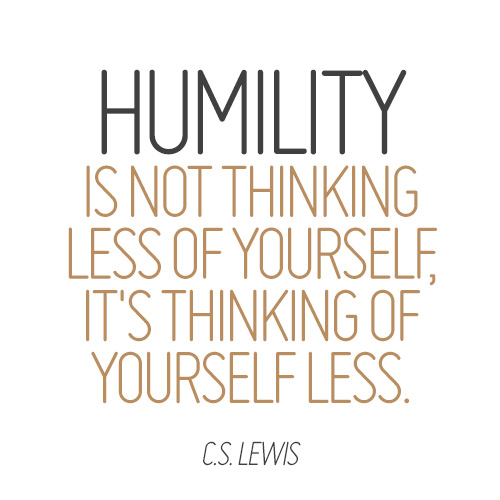 HUMILITY
IS NOT THINKING
LESS OF YOURSELF,
IT'S THINKING OF
YOURSELF LESS.
C.S. LEWIS